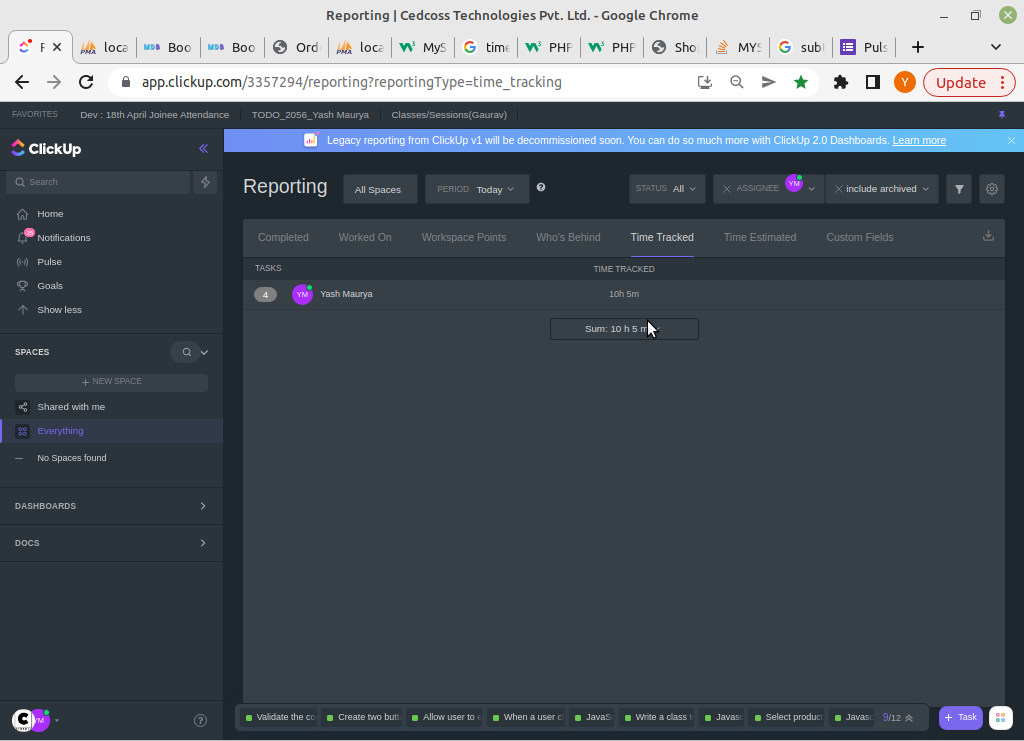 Reporting | Cedcoss Technologies Pvt. Ltd. - Google Chrome
loca
Boo
Boo
Ord
loca
MyS
time
PHP
PHP
Sho
MYS
subl
Puls
app.clickup.com/3357294/reporting?reportingType=time_tracking
Y
Update
FAVORITES
Dev : 18th April Joinee Attendance
TODO_2056_Yash Maurya
Classes/Sessions(Gaurav)
ClickUp
Legacy reporting from ClickUp v1 will be decommissioned soon. You can do so much more with ClickUp 2.0 Dashboards. Learn more
Search
Home
Notifications
Pulse
Goals
Show less
SPACES
+ NEW SPACE
Shared with me
Everything
No Spaces found
DASHBOARDS
DOCS
Reporting
All Spaces
PERIOD Today
STATUS All
ASSIGNEE
YM
include archived
Completed
Worked On
Workspace Points
Who's Behind
Time Tracked
Time Estimated
Custom Fields
TASKS
TIME TRACKED
4
YM
Yash Maurya
10h 5m
Sum: 10 h 5 m
C
YM
Validate the co
Create two butt
Allow user to e
When a user c
JavaS
Write a class
Javasc
Select product
Javasc
9/12
+ Task